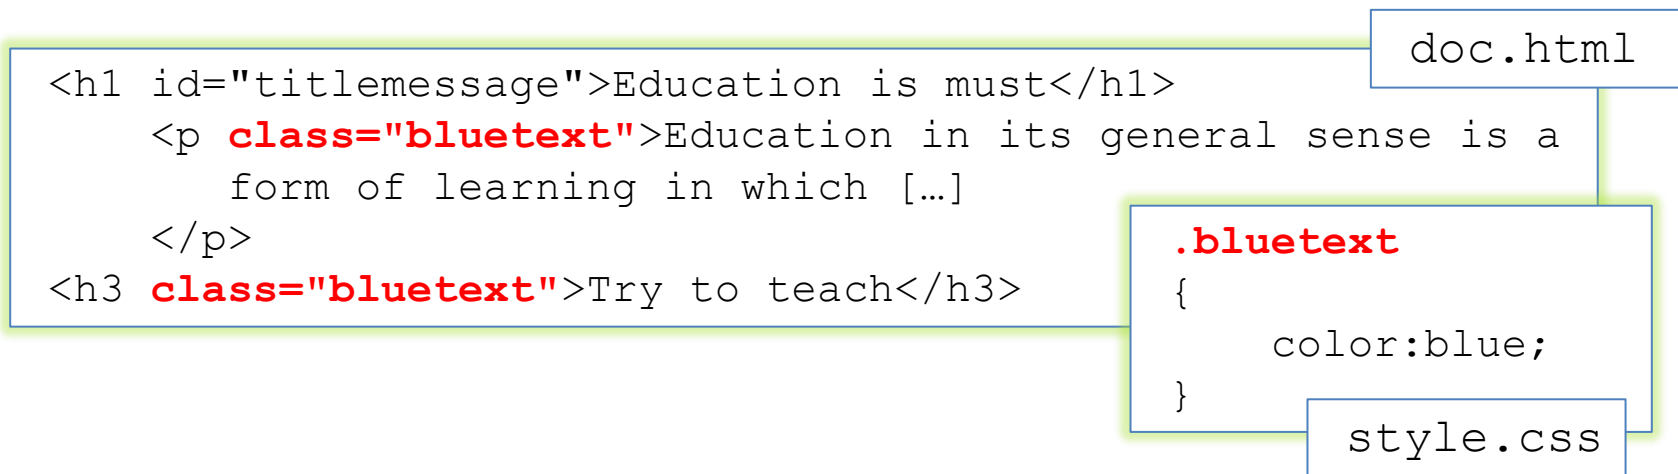 doc.html
<h1 id="titlemessage">Education is must</h1>
<p class="bluetext">Education in its general sense is a
form of learning in which […]
</p>
<h3 class="bluetext">Try to teach</h3>
.bluetext
{
color:blue;
}
style.css